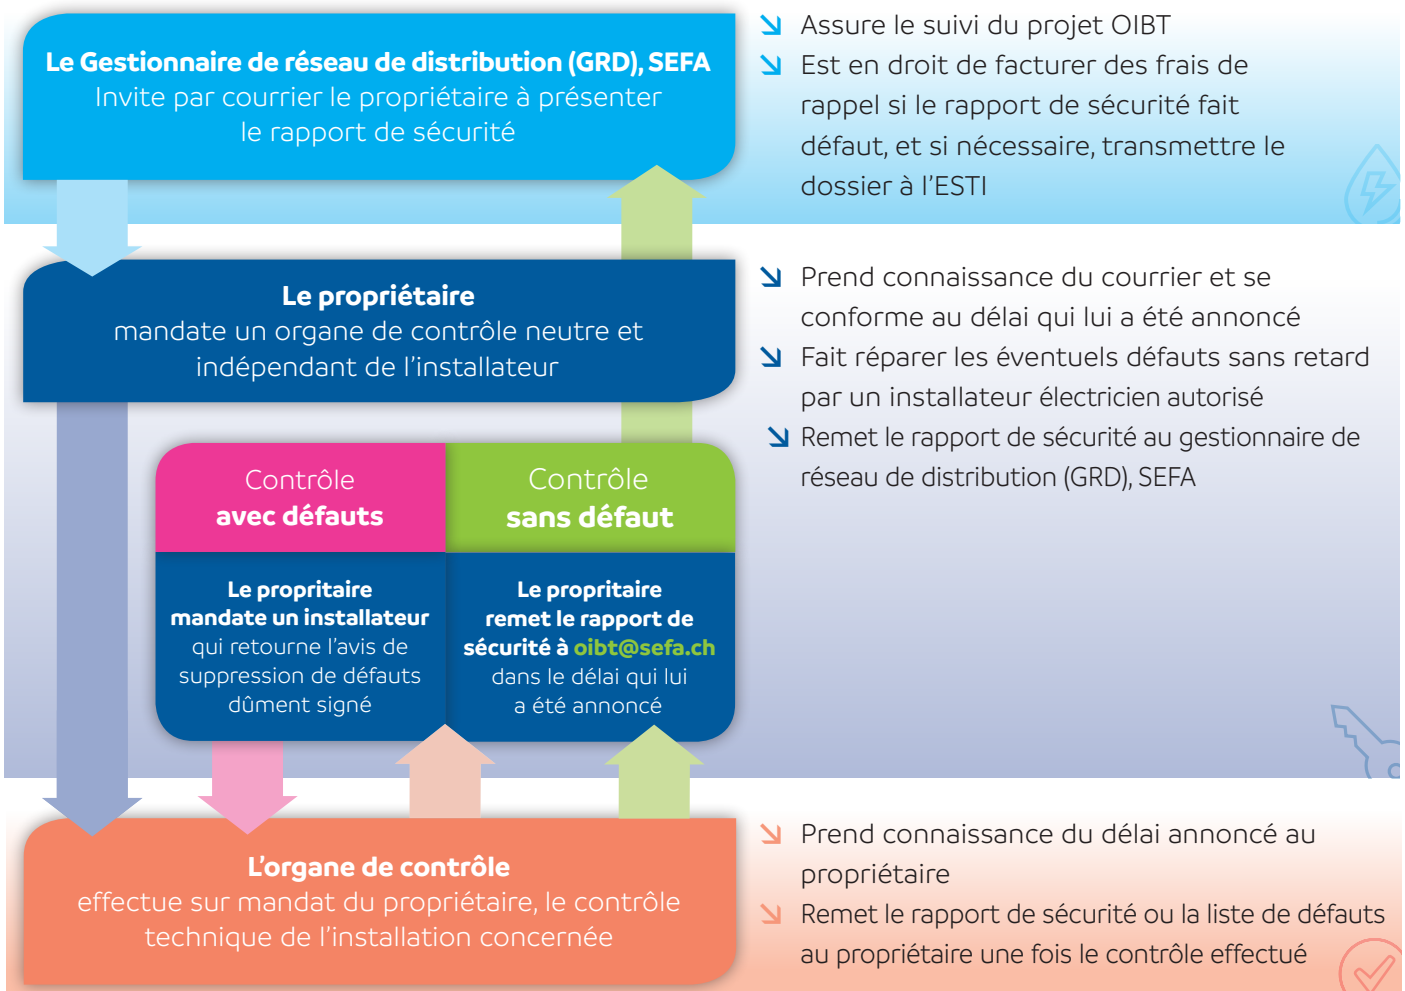 Le Gestionnaire de réseau de distribution (GRD), SEFA
Invite par courrier le propriétaire à présenter
le rapport de sécurité
Assure le suivi du projet OIBT
Est en droit de facturer des frais de
rappel si le rapport de sécurité fait
défaut, et si nécessaire, transmettre le
dossier à l’ESTI
Le propriétaire
mandate un organe de contrôle neutre et
indépendant de l’installateur
Prend connaissance du courrier et se
conforme au délai qui lui a été annoncé
Fait réparer les éventuels défauts sans retard
par un installateur électricien autorisé
Remet le rapport de sécurité au gestionnaire de
réseau de distribution (GRD), SEFA
Contrôle
avec défauts
Le propritaire
mandate un installateur
qui retourne l’avis de
suppression de défauts
dûment signé
Contrôle
sans défaut
Le propritaire
remet le rapport de
sécurité à oibt@sefa.ch
dans le délai qui lui
a été annoncé
L’organe de contrôle
effectue sur mandat du propriétaire, le contrôle
technique de l’installation concernée
Prend connaissance du délai annoncé au
propriétaire
Remet le rapport de sécurité ou la liste de défauts
au propriétaire une fois le contrôle effectué